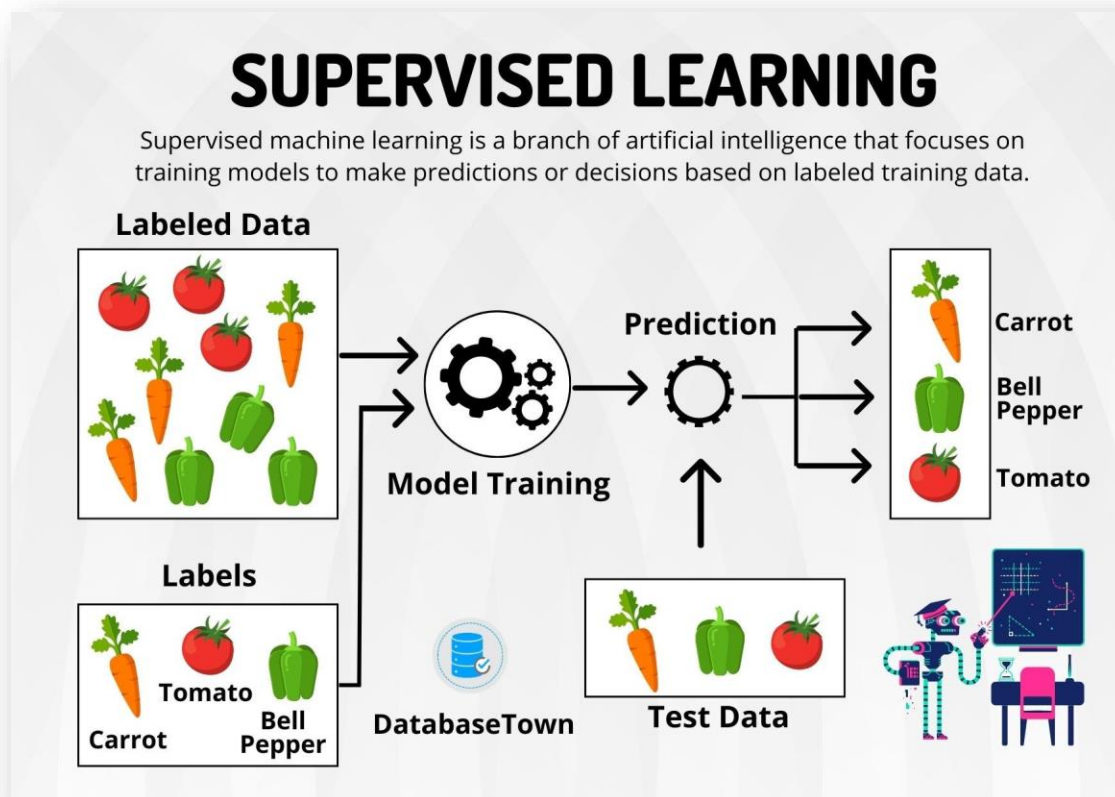 SUPERVISED LEARNING
Supervised machine learning is a branch of artificial intelligence that focuses on
training models to make predictions or decisions based on labeled training data.
Labeled Data
Prediction
Carrot
Bell
Pepper
Tomato
Model Training
Labels
Carrot
Tomato
Bell
Pepper
DatabaseTown
Test Data